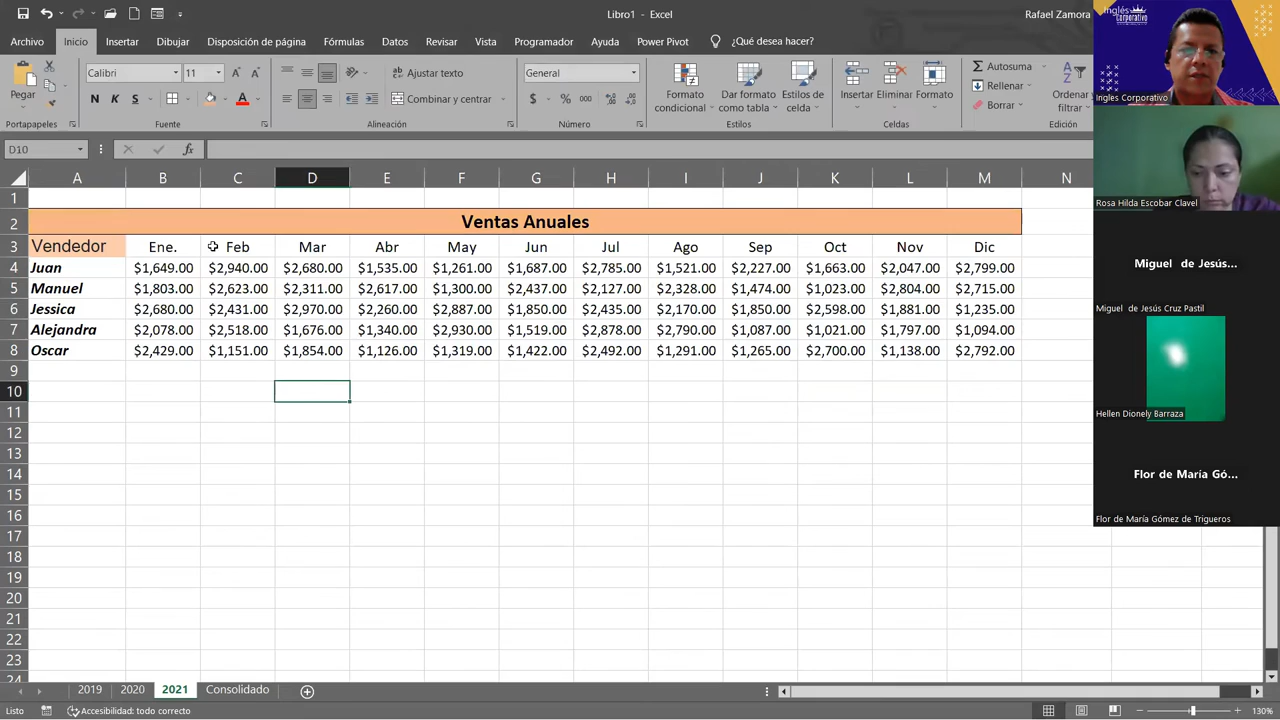 Libro1 - Excel
Rafael Zamora
Archivo Inicio Insertar Dibujar Disposición de página Fórmulas Datos Revisar Vista Programador Ayuda Power Pivot ¿Qué desea hacer?
Pegar
Calibri 11
N K S
Ajustar texto
Combinar y centrar
General
$ % 000
Formato condicional
Dar formato como tabla
Estilos de celda
Insertar Eliminar Formato
Autosuma
Rellenar
Borrar
Ordenar filtrar
Portapapeles Fuente Alineación Número Estilos Celdas Edición
D10 fx
A B C D E F G H I J K L M N
1
2 Ventas Anuales
3 Vendedor Ene. Feb Mar Abr May Jun Jul Ago Sep Oct Nov Dic
4 Juan $1,649.00 $2,940.00 $2,680.00 $1,535.00 $1,261.00 $1,687.00 $2,785.00 $1,521.00 $2,227.00 $1,663.00 $2,047.00 $2,799.00
5 Manuel $1,803.00 $2,623.00 $2,311.00 $2,617.00 $1,300.00 $2,437.00 $2,127.00 $2,328.00 $1,474.00 $1,023.00 $2,804.00 $2,715.00
6 Jessica $2,680.00 $2,431.00 $2,970.00 $2,260.00 $2,887.00 $1,850.00 $2,435.00 $2,170.00 $1,850.00 $2,598.00 $1,881.00 $1,235.00
7 Alejandra $2,078.00 $2,518.00 $1,676.00 $1,340.00 $2,930.00 $1,519.00 $2,878.00 $2,790.00 $1,087.00 $1,021.00 $1,797.00 $1,094.00
8 Oscar $2,429.00 $1,151.00 $1,854.00 $1,126.00 $1,319.00 $1,422.00 $2,492.00 $1,291.00 $1,265.00 $2,700.00 $1,138.00 $2,792.00
9
10
11
12
13
14
15
16
17
18
19
20
21
22
23
24
2019 2020 2021 Consolidado
Listo Accesibilidad: todo correcto 130%
Inglés
Corporativo
Ingles Corporativo
Rosa Hilda Escobar Clavel
Miguel de Jesús...
Miguel de Jesús Cruz Pastil
Hellen Dionely Barraza
Flor de María Gó...
Flor de María Gómez de Trigueros